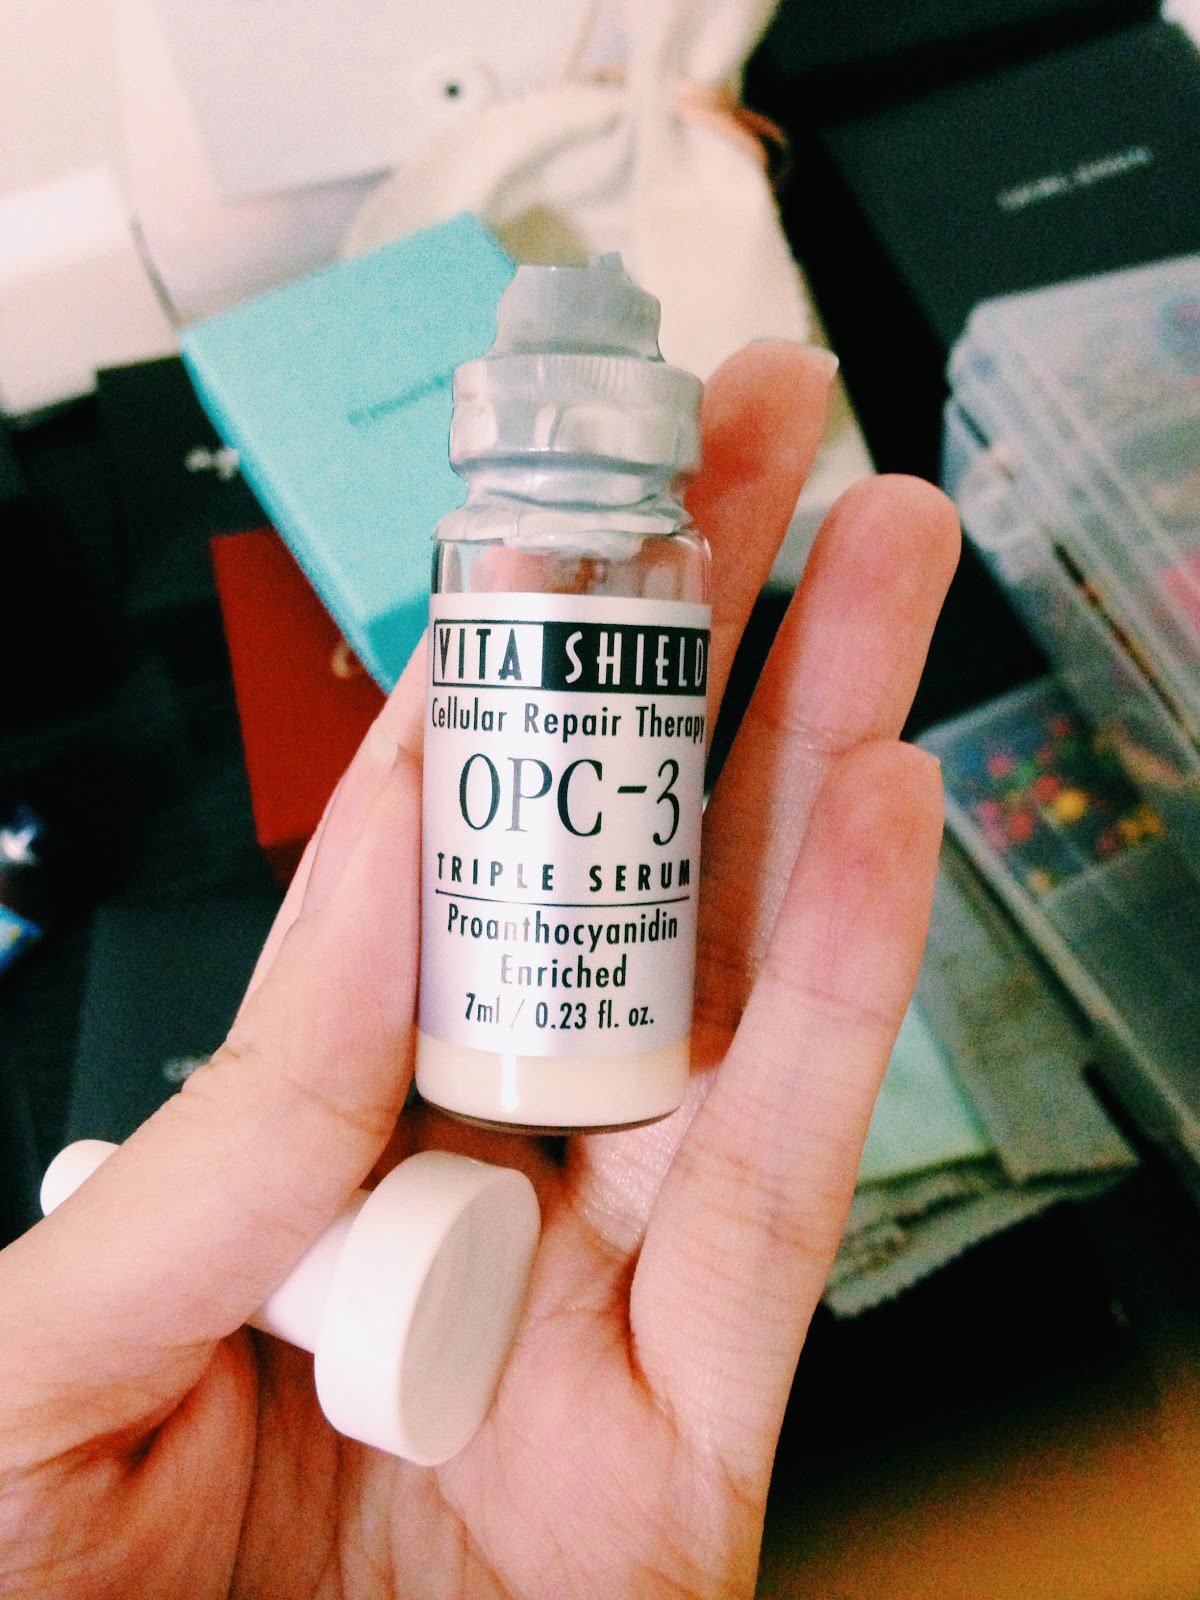 VITA SHIELD
Cellular Repair Therapy
OPC-3
TRIPLE SERUM
Proanthocyanidin
Enriched
7ml / 0.23 fl. oz.